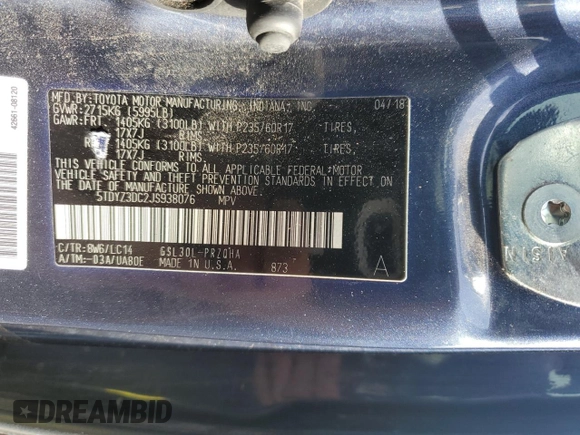 42661-08120
MFD.BY:TOYOTA MOTOR MANUFACTURING, INDIANA, INC. 04/18
GVWR:2715KG (5995LB)
GAWR:FRT 1405KG (3100LB) WITH P235/60R17 TIRES,
17X7J RIMS
1405KG (3100LB) WITH P235/60R17 TIRES,
17X7J RIMS.
THIS VEHICLE CONFORMS TO ALL APPLICABLE FEDERAL MOTOR
VEHICLE SAFETY, BUMPER, AND THEFT PREVENTION STANDARDS IN EFFECT ON
THE DATE OF MANUFACTURE SHOWN ABOVE.
5TDYZ3DC2JS938076 MPV
C/TR:8W6/LC14 GSL30L-PRZQHA
A/TM:-03A/UA80E MADE IN U.S.A. 873 A
DREAMBID